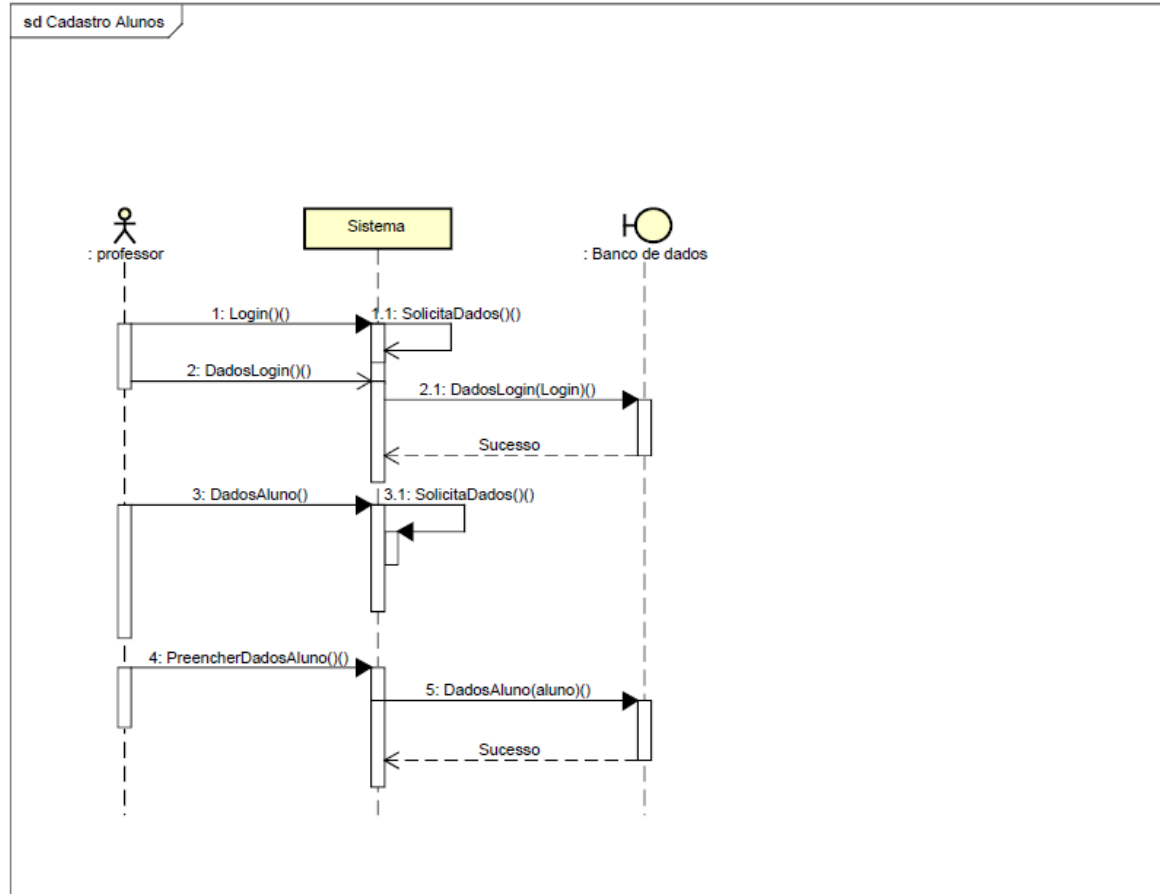 sd Cadastro Alunos
Sistema
: professor
: Banco de dados
1: Login()()
1.1: SolicitaDados()()
2: DadosLogin()()
2.1: DadosLogin(Login)()
Sucesso
3: DadosAluno()
3.1: SolicitaDados()()
4: PreencherDadosAluno()()
5: DadosAluno(aluno)()
Sucesso